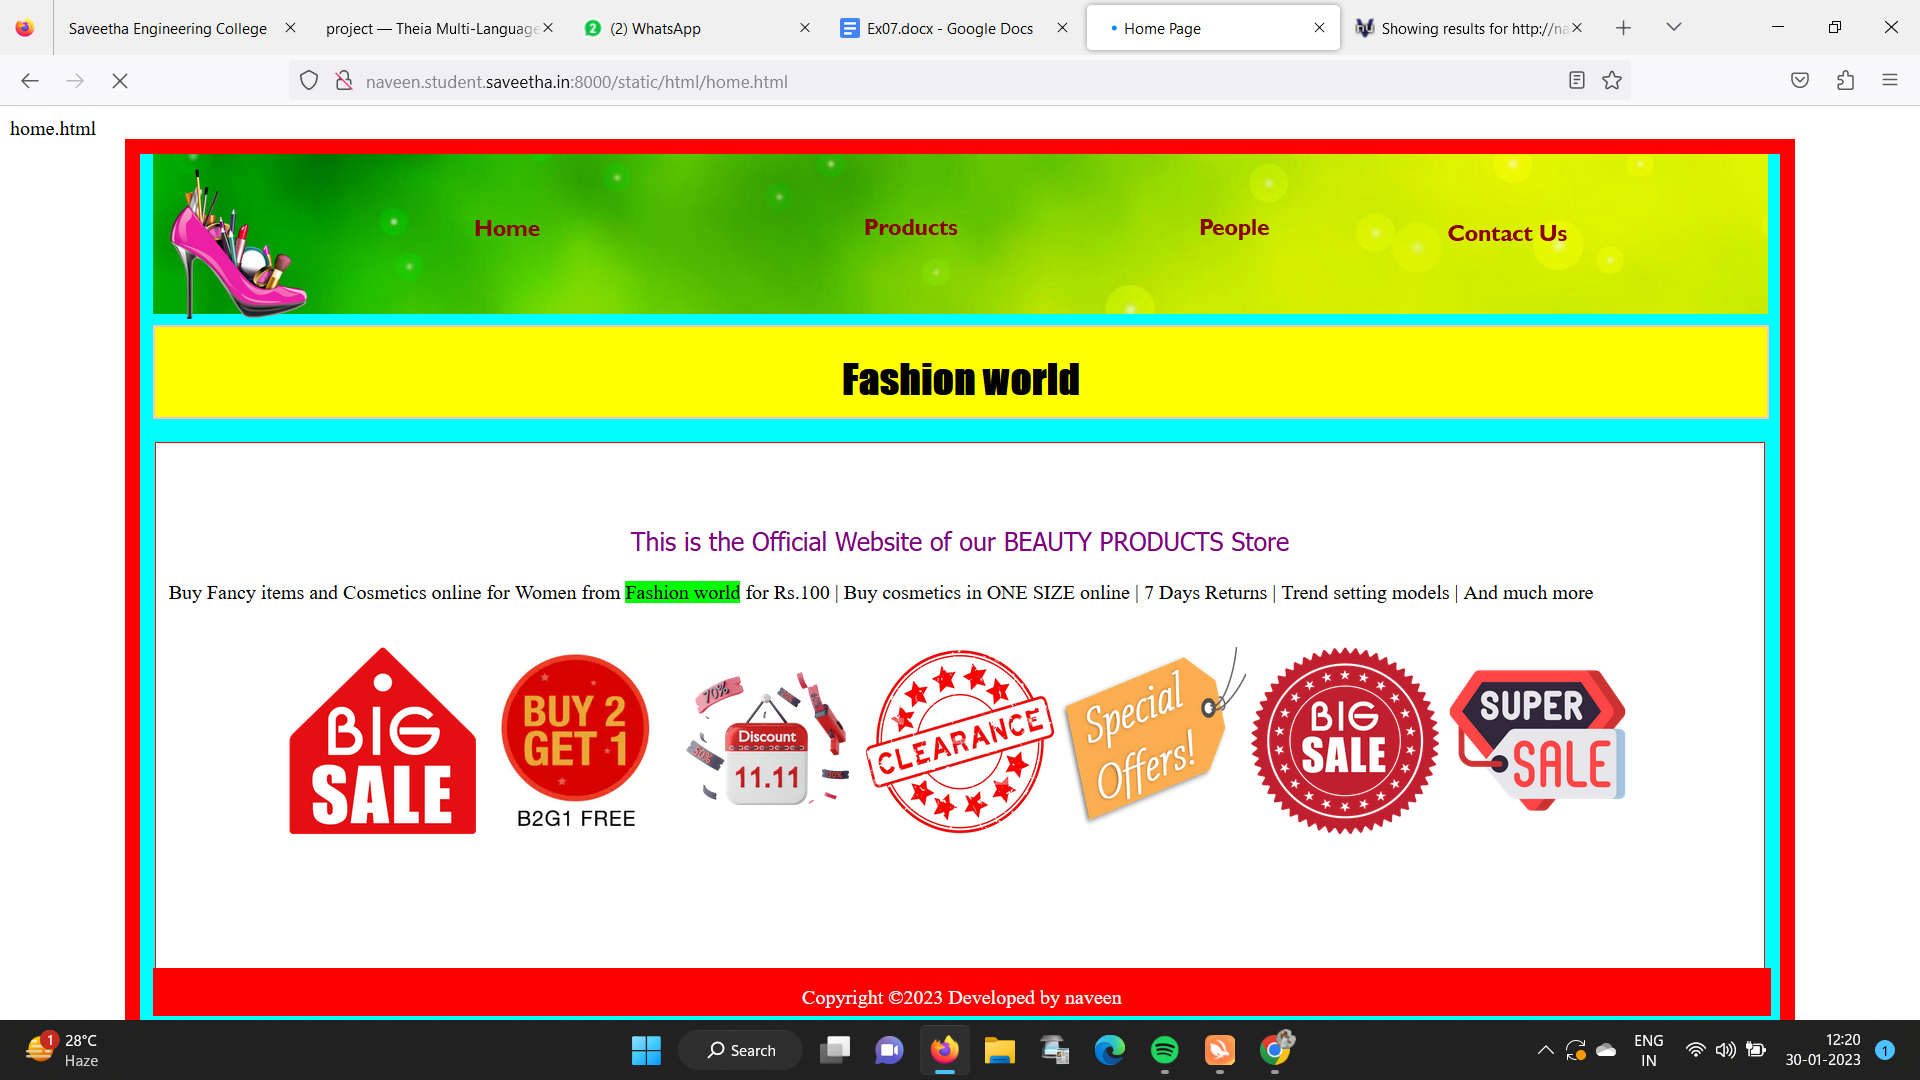 Saveetha Engineering College
project — Theia Multi-Language
(2) WhatsApp
Ex07.docx - Google Docs
Home Page
Showing results for http://na
naveen.student.saveetha.in:8000/static/html/home.html
home.html
Home
Products
People
Contact Us
Fashion world
This is the Official Website of our BEAUTY PRODUCTS Store
Buy Fancy items and Cosmetics online for Women from Fashion world for Rs.100 | Buy cosmetics in ONE SIZE online | 7 Days Returns | Trend setting models | And much more
BIG
SALE
BUY 2
GET 1
B2G1 FREE
70%
50%
Discount
11.11
CLEARANCE
Special
Offers!
BIG
SALE
SUPER
SALE
Copyright ©2023 Developed by naveen
1
28°C
Haze
Search
ENG
IN
12:20
30-01-2023
1